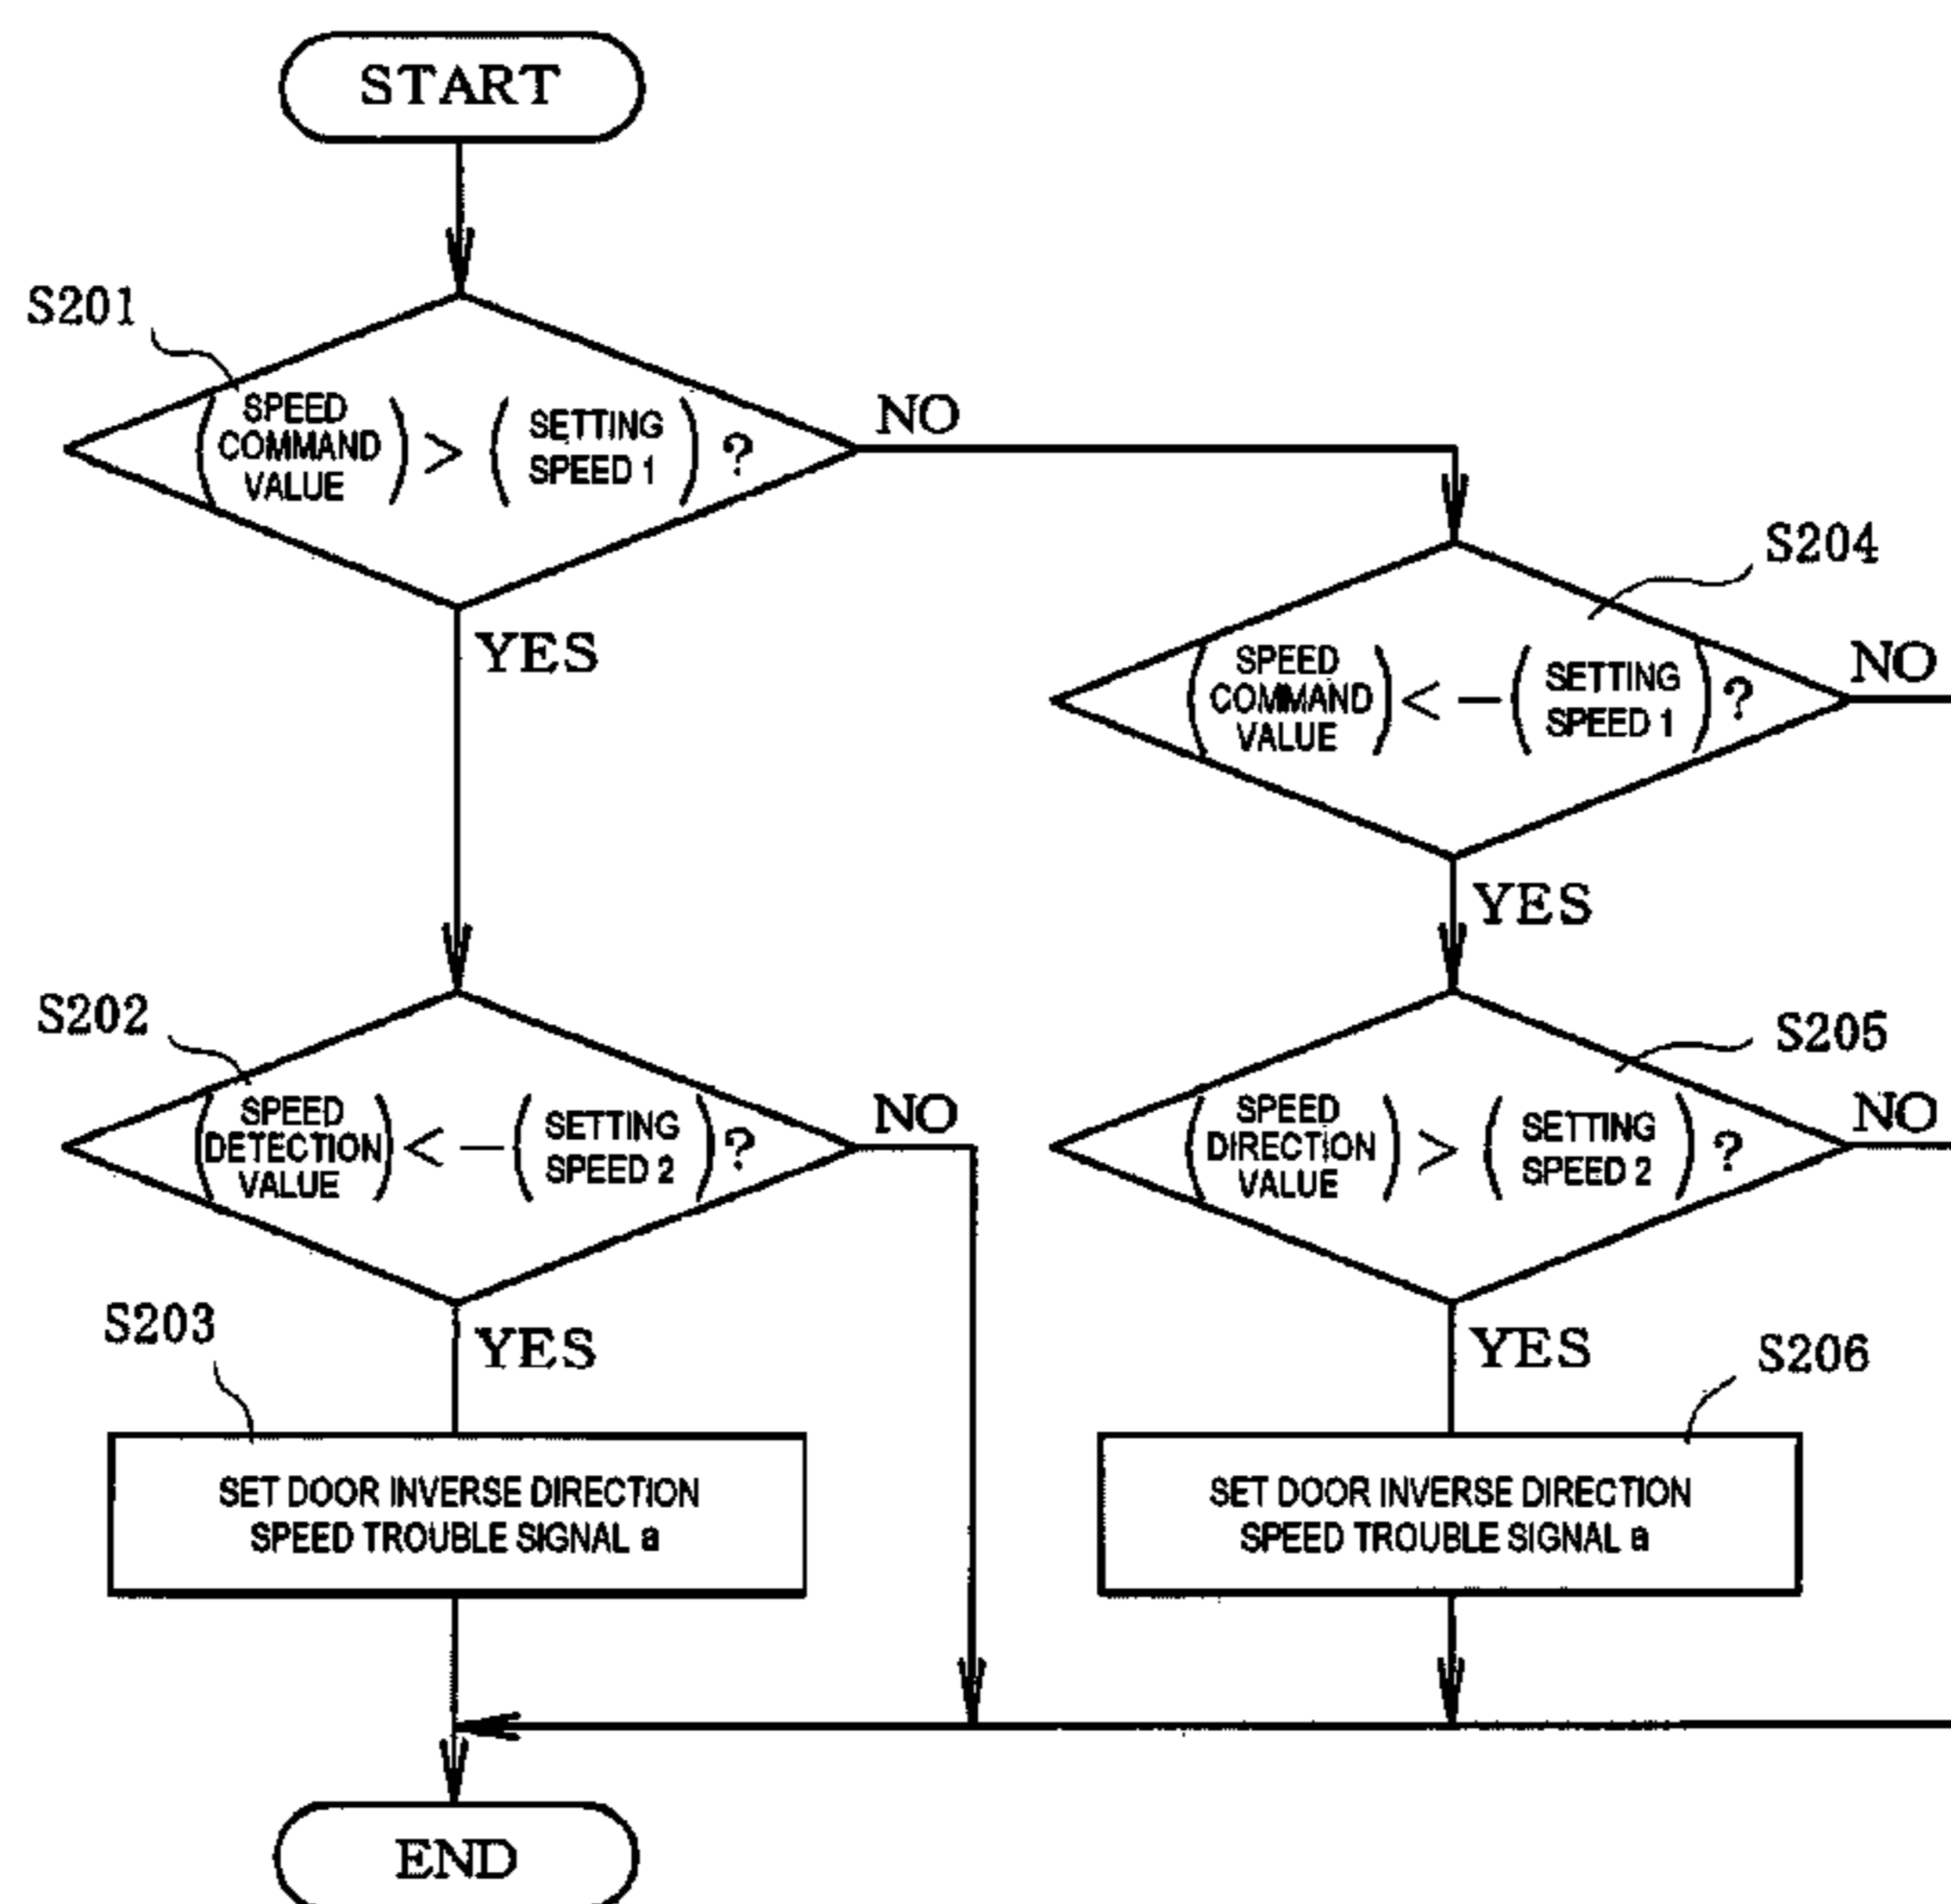 START
S201
( SPEED
COMMAND
VALUE ) > ( SETTING
SPEED 1 ) ?
NO
YES
S204
( SPEED
COMMAND
VALUE ) < - ( SETTING
SPEED 1 ) ?
NO
YES
S202
( SPEED
DETECTION
VALUE ) < - ( SETTING
SPEED 2 ) ?
NO
YES
S205
( SPEED
DIRECTION
VALUE ) > ( SETTING
SPEED 2 ) ?
NO
YES
S203
SET DOOR INVERSE DIRECTION
SPEED TROUBLE SIGNAL a
S206
SET DOOR INVERSE DIRECTION
SPEED TROUBLE SIGNAL a
END